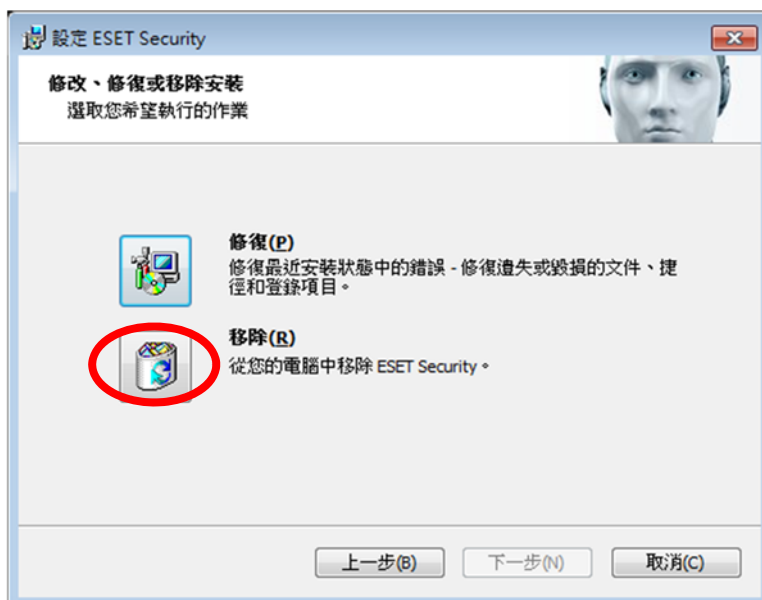 設定 ESET Security
修改、修復或移除安裝
選取您希望執行的作業
修復(P)
修復最近安裝狀態中的錯誤 - 修復遺失或毀損的文件、捷
徑和登錄項目。
移除(R)
從您的電腦中移除 ESET Security。
上一步(B)
下一步(N)
取消(C)